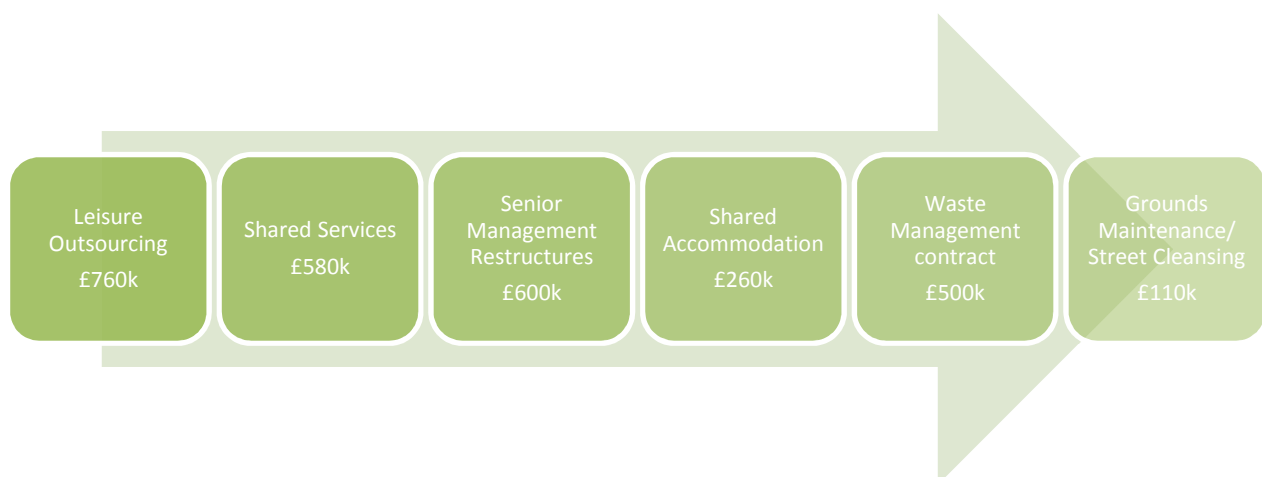 Leisure
Outsourcing
£760k
Shared Services
£580k
Senior
Management
Restructures
£600k
Shared
Accommodation
£260k
Waste
Management
contract
£500k
Grounds
Maintenance/
Street Cleansing
£110k